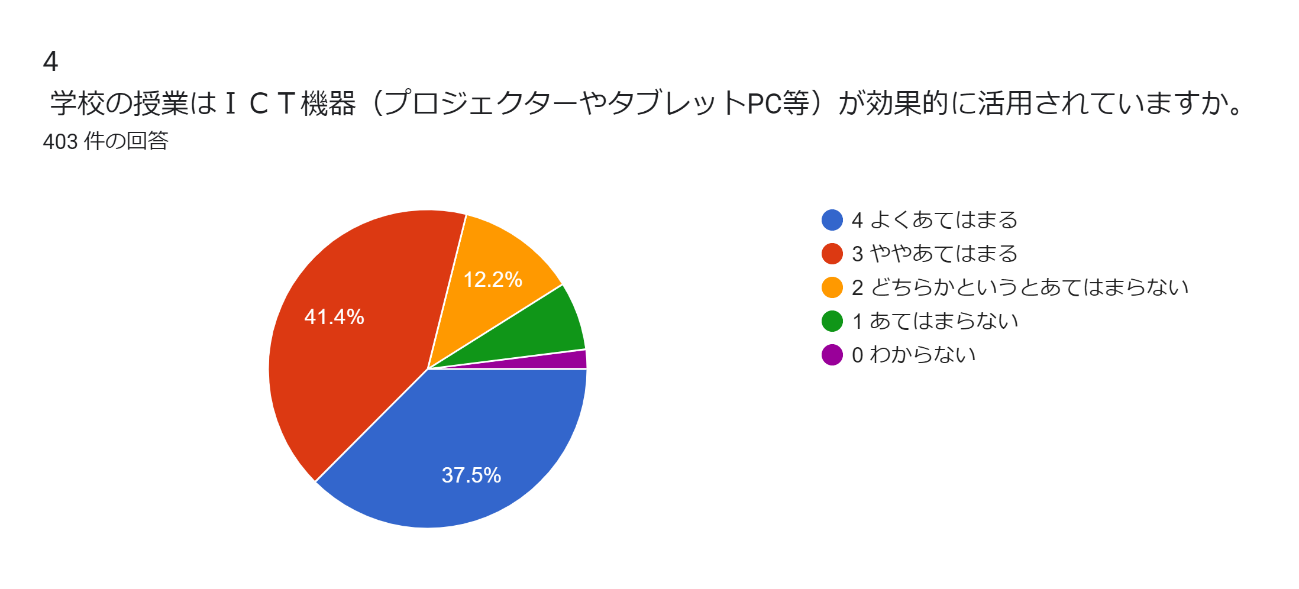 4
学校の授業はＩＣＴ機器（プロジェクターやタブレットPC等）が効果的に活用されていますか。
403 件の回答
4 よくあてはまる
3 ややあてはまる
2 どちらかというとあてはまらない
1 あてはまらない
0 わからない
12.2%
41.4%
37.5%